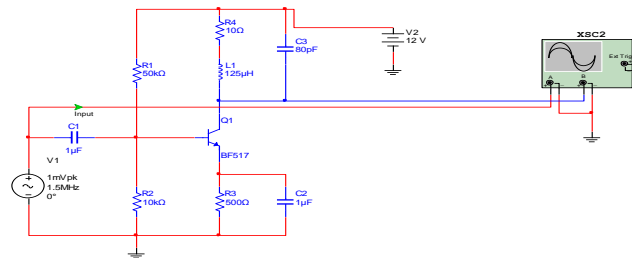 XSC2
Ext Trig
A
B
V2
12 V
R4
10Ω
C3
80pF
L1
125µH
R1
50kΩ
Input
C1
1µF
Q1
BF517
V1
1mVpk
1.5MHz
0°
R2
10kΩ
R3
500Ω
C2
1µF